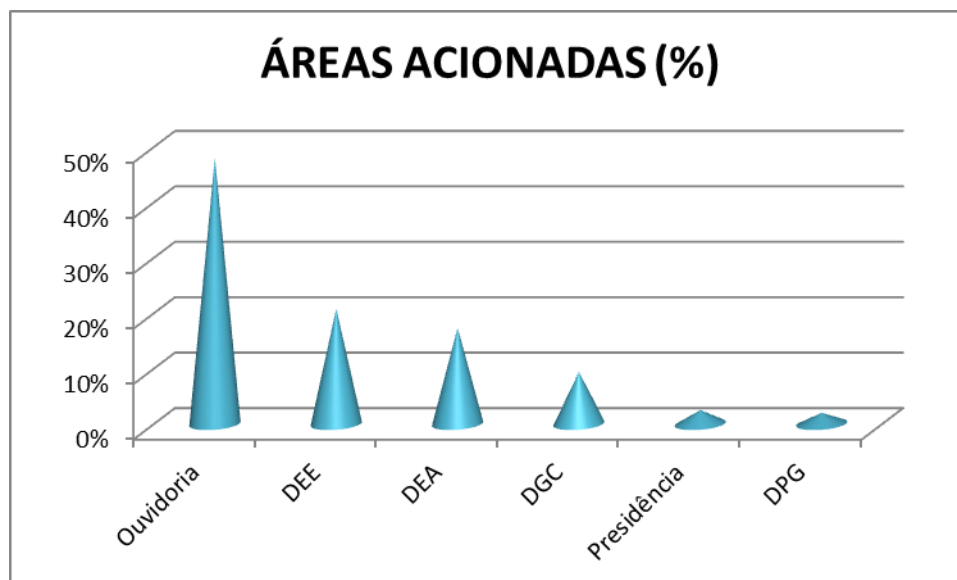 ÁREAS ACIONADAS (%)
50%
40%
30%
20%
10%
0%
Ouvidoria
DEE
DEA
DGC
Presidência
DPG